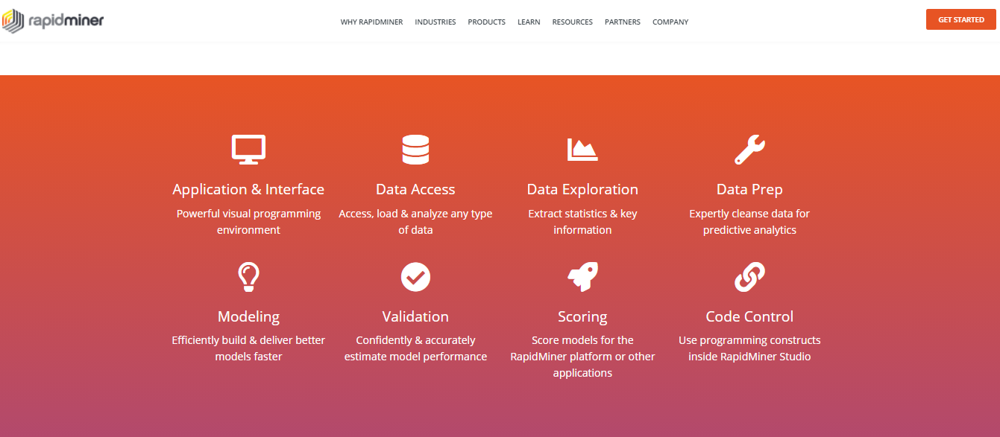 rapidminer
WHY RAPIDMINER INDUSTRIES PRODUCTS LEARN RESOURCES PARTNERS COMPANY
GET STARTED
Application & Interface
Powerful visual programming
environment
Data Access
Access, load & analyze any type
of data
Data Exploration
Extract statistics & key
information
Data Prep
Expertly cleanse data for
predictive analytics
Modeling
Efficiently build & deliver better
models faster
Validation
Confidently & accurately
estimate model performance
Scoring
Score models for the
RapidMiner platform or other
applications
Code Control
Use programming constructs
inside RapidMiner Studio